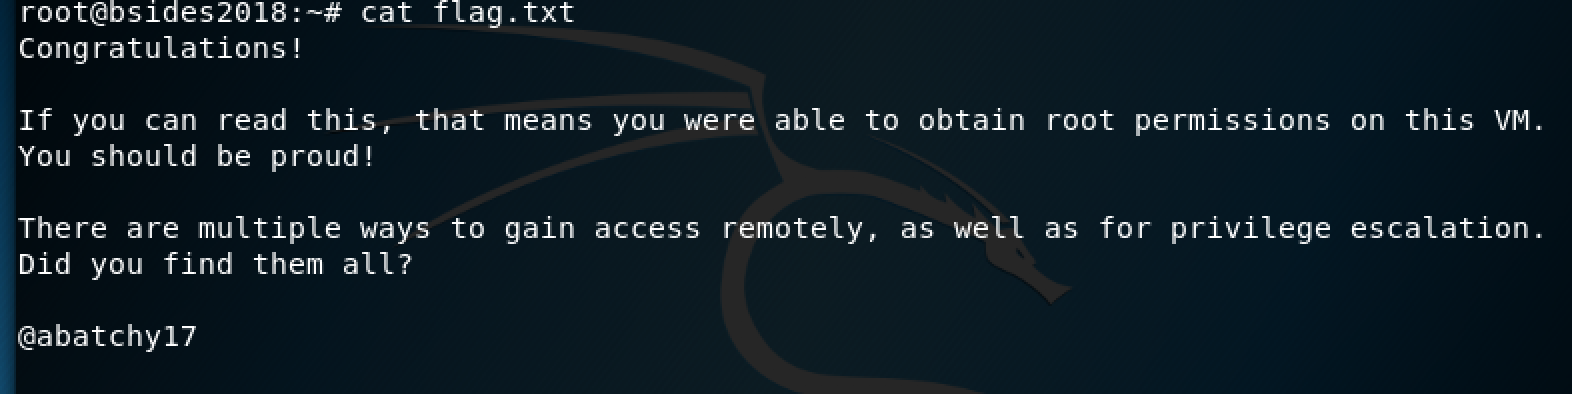 root@bsides2018:~# cat flag.txt
Congratulations!
If you can read this, that means you were able to obtain root permissions on this VM.
You should be proud!
There are multiple ways to gain access remotely, as well as for privilege escalation.
Did you find them all?
@abatchy17